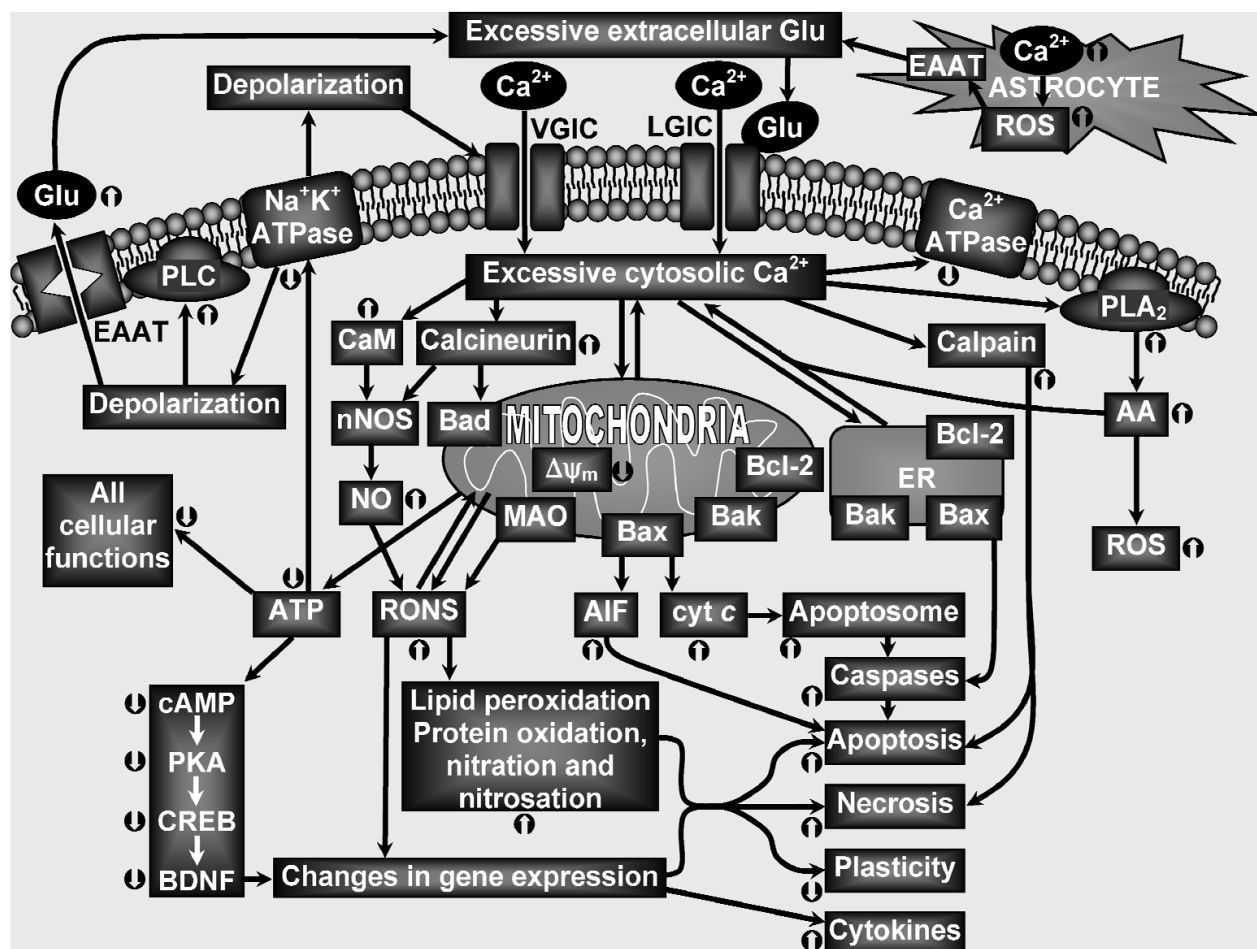 Excessive extracellular Glu
Ca²⁺
EAAT
ASTROCYTE
ROS
Depolarization
Ca²⁺
Ca²⁺
VGIC
LGIC
Glu
Glu
Na⁺K⁺
ATPase
Ca²⁺
ATPase
PLC
EAAT
Excessive cytosolic Ca²⁺
PLA₂
CaM
Calcineurin
Calpain
Depolarization
nNOS
Bad
MITOCHONDRIA
AA
Bcl-2
Δψₘ
Bcl-2
ER
All
cellular
functions
NO
MAO
Bax
Bak
Bak
Bax
ROS
ATP
RONS
AIF
cyt c
Apoptosome
Caspases
cAMP
PKA
CREB
BDNF
Lipid peroxidation
Protein oxidation,
nitration and
nitrosation
Apoptosis
Necrosis
Changes in gene expression
Plasticity
Cytokines